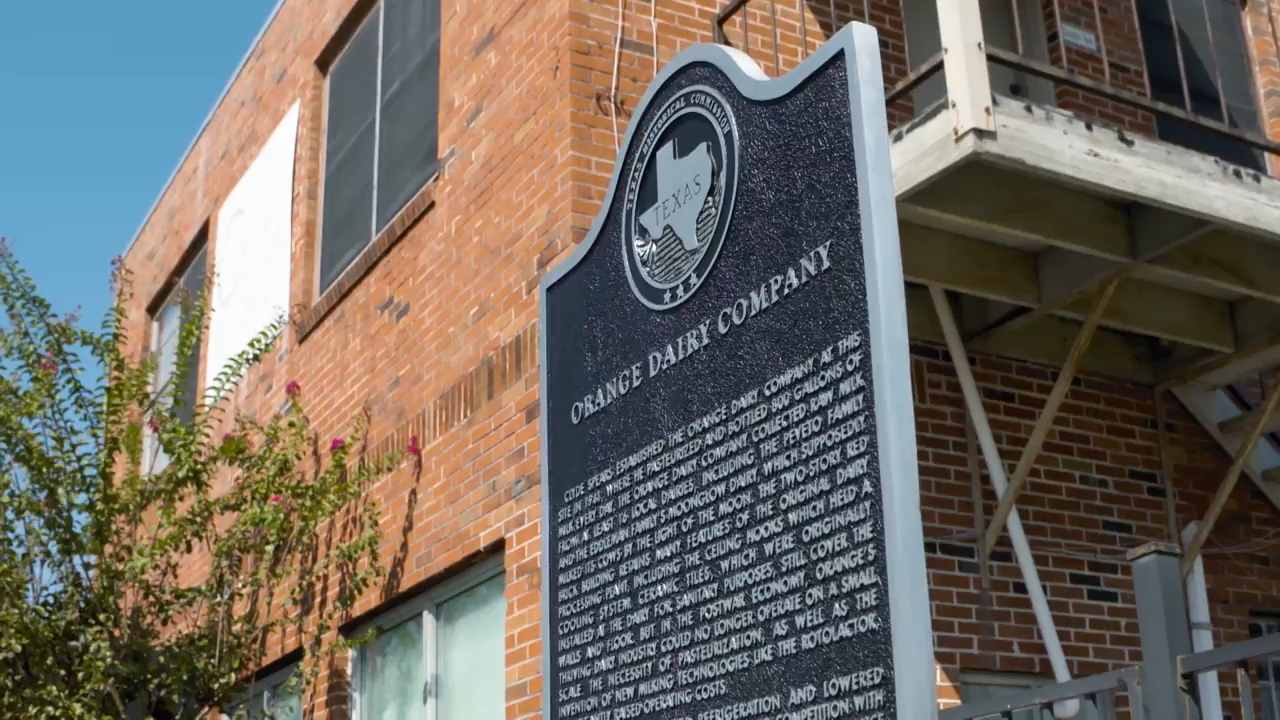 TEXAS HISTORICAL COMMISSION
TEXAS
ORANGE DAIRY COMPANY
CLYDE SPEARS ESTABLISHED THE ORANGE DAIRY COMPANY AT THIS
SITE IN 1944, WHERE HE PASTEURIZED AND BOTTLED 800 GALLONS OF
MILK EVERY DAY. THE ORANGE DAIRY COMPANY COLLECTED RAW MILK
FROM AT LEAST 16 LOCAL DAIRIES, INCLUDING THE PEVETO FAMILY
AND THE EDDLEMAN FAMILY'S MOONGLOW DAIRY, WHICH SUPPOSEDLY
MILKED ITS COWS BY THE LIGHT OF THE MOON. THE TWO-STORY RED
BRICK BUILDING RETAINS MANY FEATURES OF THE ORIGINAL DAIRY
PROCESSING PLANT, INCLUDING THE CEILING HOOKS WHICH HELD A
COOLING SYSTEM. CERAMIC TILES, WHICH WERE ORIGINALLY
INSTALLED AT THE DAIRY FOR SANITARY PURPOSES, STILL COVER THE
WALLS AND FLOOR. BUT IN THE POSTWAR ECONOMY, ORANGE'S
THRIVING DAIRY INDUSTRY COULD NO LONGER OPERATE ON A SMALL
SCALE. THE NECESSITY OF PASTEURIZATION, AS WELL AS THE
INVENTION OF NEW MILKING TECHNOLOGIES LIKE THE ROTOLACTOR,
RAISED OPERATING COSTS.
REFRIGERATION AND LOWERED
COMPETITION WITH